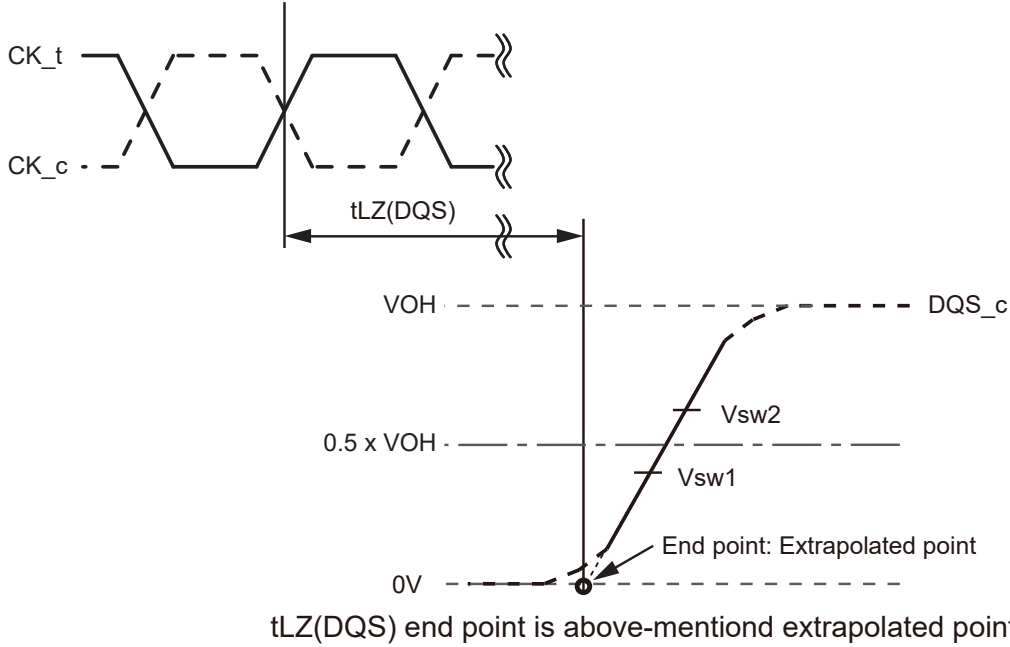 CK_t
CK_c
tLZ(DQS)
VOH
DQS_c
Vsw2
0.5 x VOH
Vsw1
End point: Extrapolated point
0V
tLZ(DQS) end point is above-mentiond extrapolated point